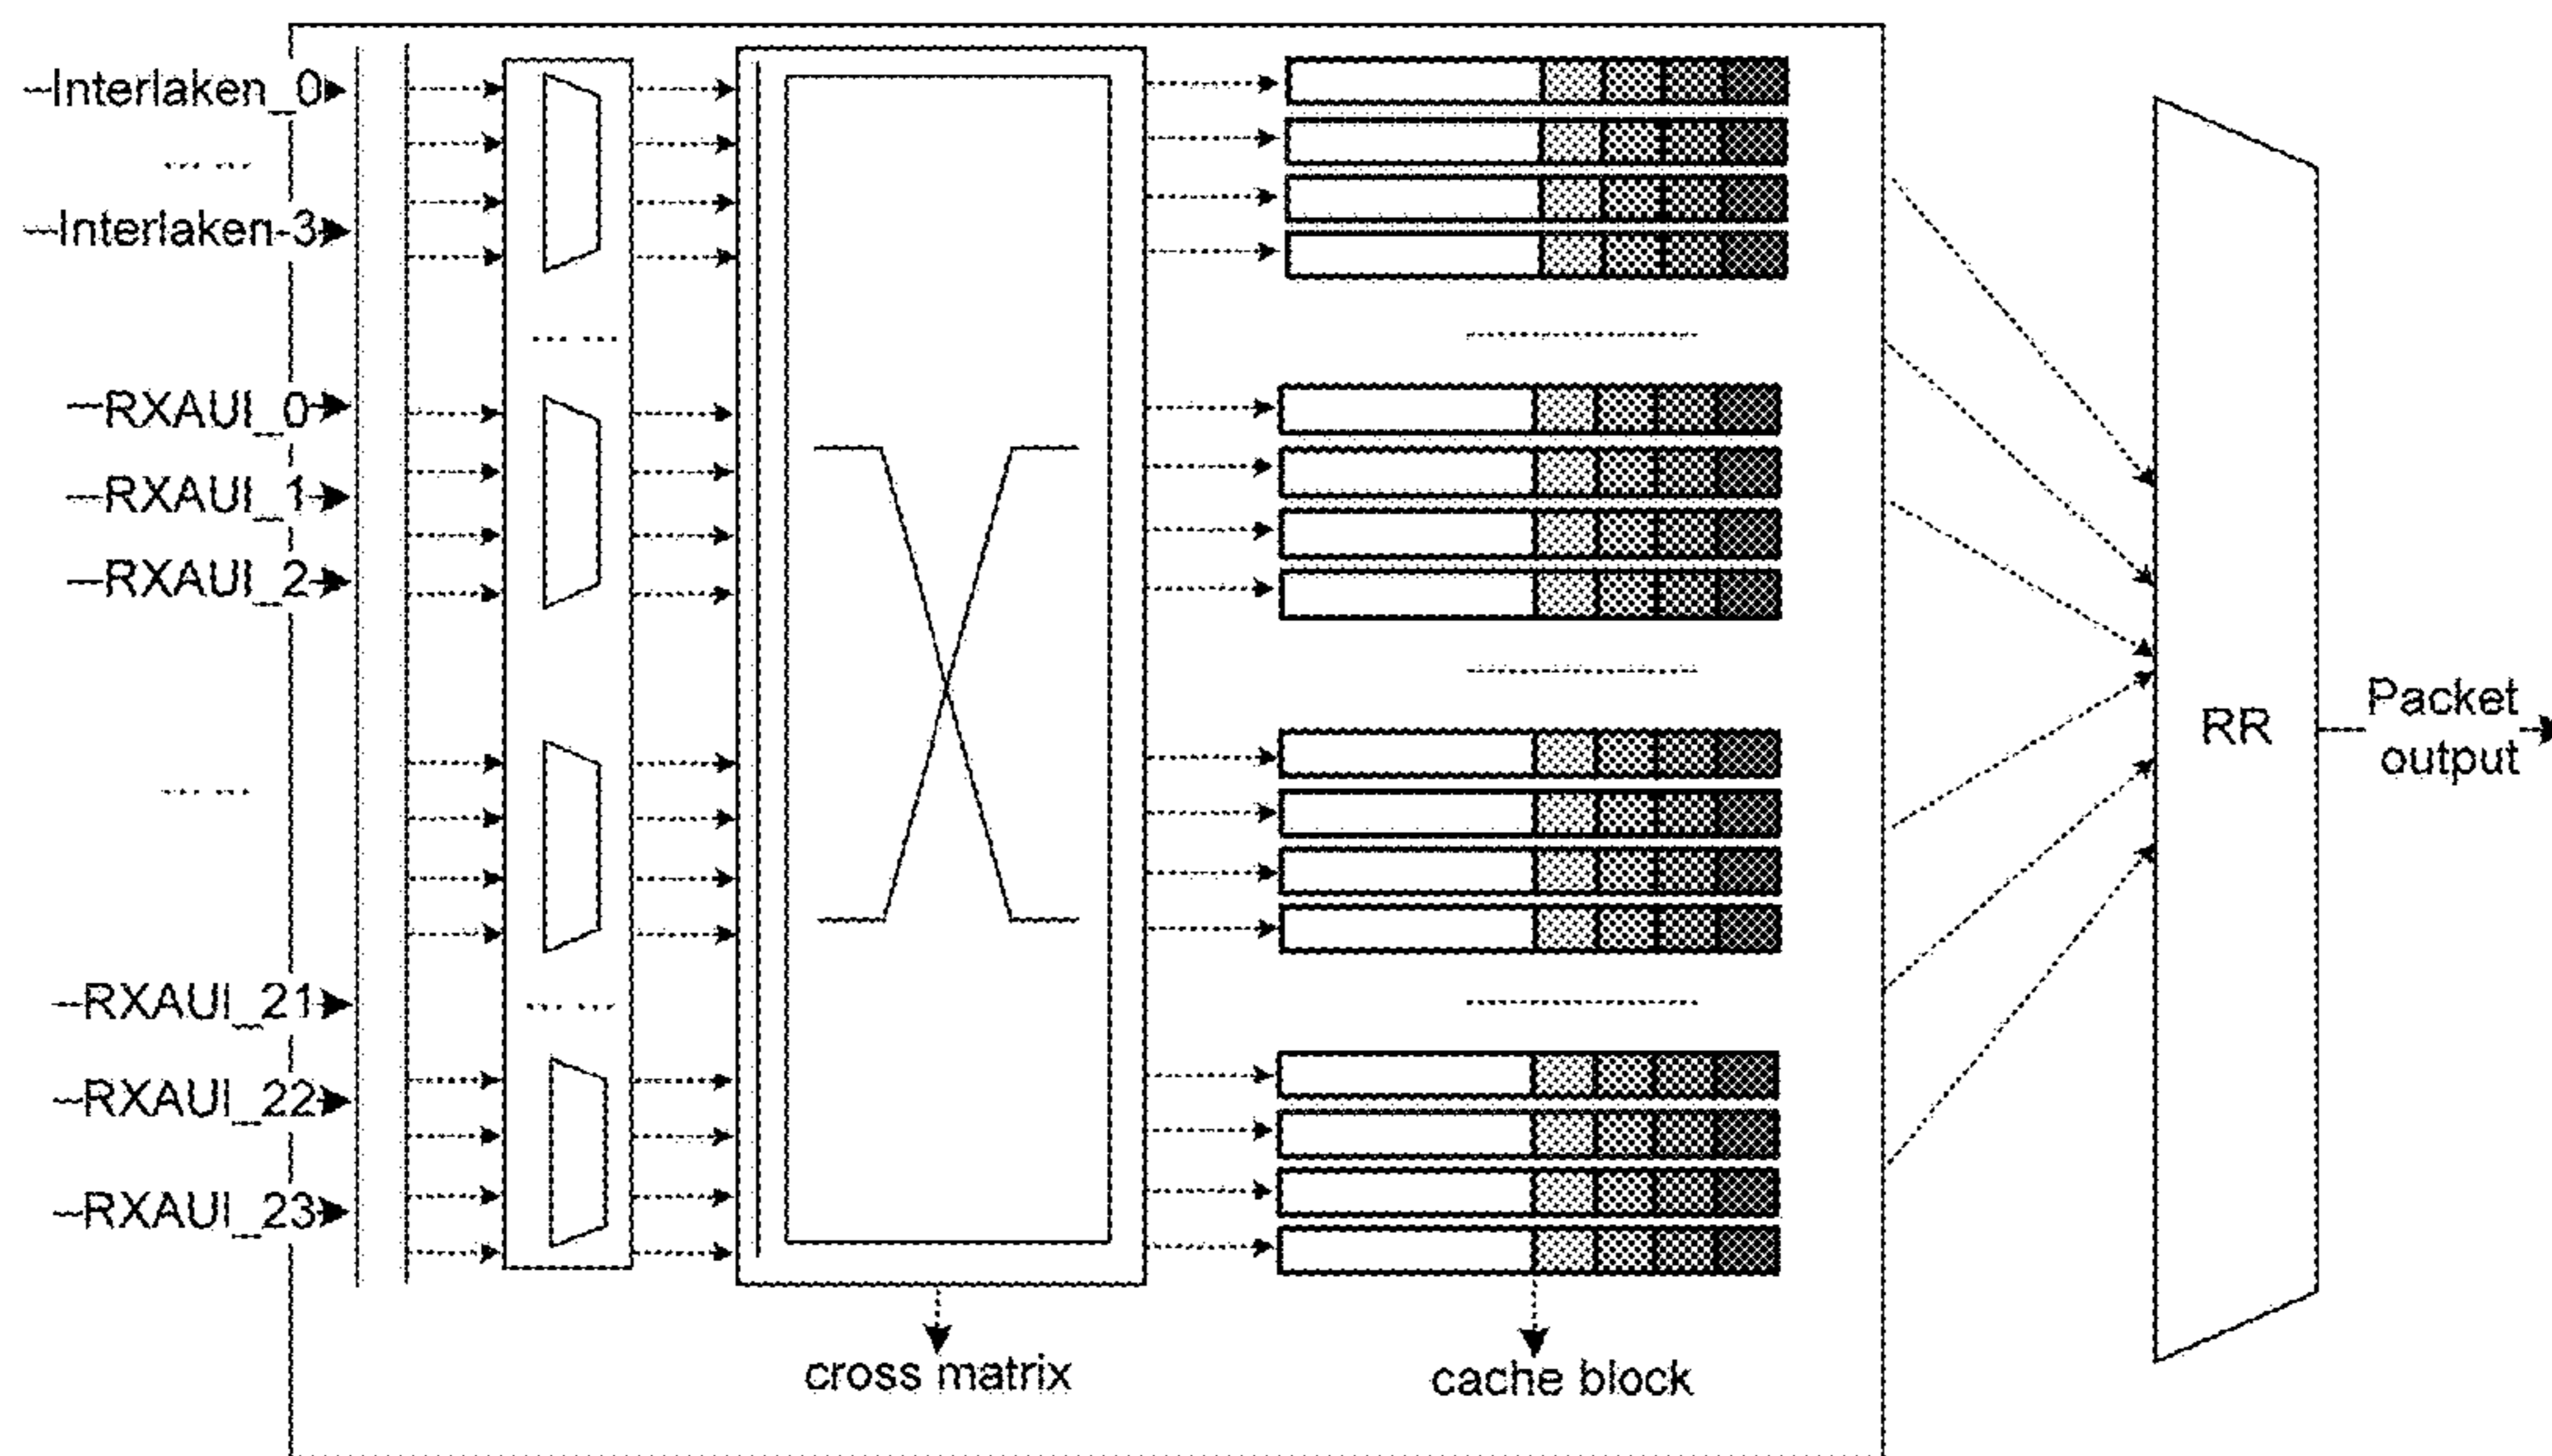 Interlaken_0
...
Interlaken-3
RXAUI_0
RXAUI_1
RXAUI_2
...
RXAUI_21
RXAUI_22
RXAUI_23
cross matrix
cache block
RR
Packet
output